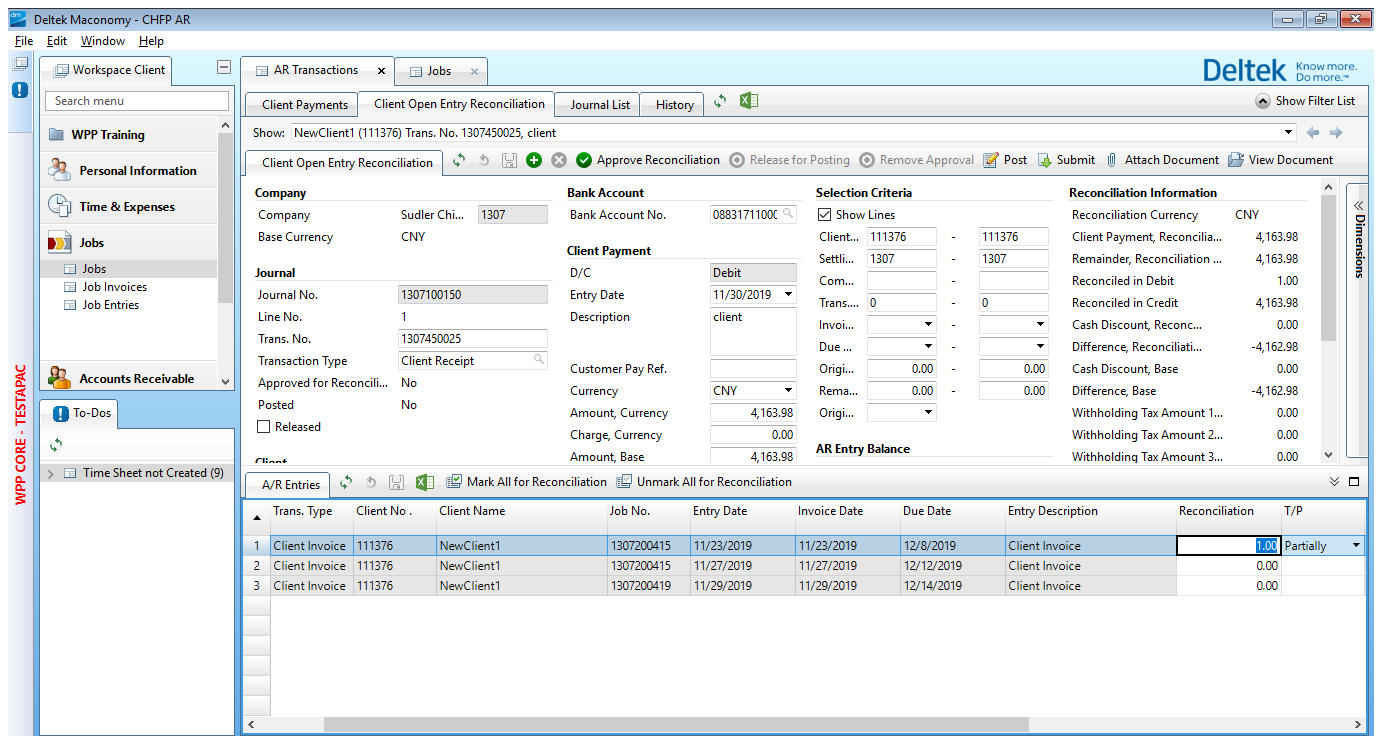 dm Deltek Maconomy - CHFP AR
File Edit Window Help
Workspace Client
Search menu
WPP Training
Personal Information
Time & Expenses
Jobs
Jobs
Job Invoices
Job Entries
Accounts Receivable
To-Dos
Time Sheet not Created (9)
WPP CORE - TESTAPAC
AR Transactions Jobs
Deltek Know more. Do more.™
Client Payments Client Open Entry Reconciliation Journal List History Show Filter List
Show: NewClient1 (111376) Trans. No. 1307450025, client
Client Open Entry Reconciliation Approve Reconciliation Release for Posting Remove Approval Post Submit Attach Document View Document
Company
Company Sudler Chi... 1307
Base Currency CNY
Journal
Journal No. 1307100150
Line No. 1
Trans. No. 1307450025
Transaction Type Client Receipt
Approved for Reconcili... No
Posted No
Released
Client
Bank Account
Bank Account No. 08831711000
Client Payment
D/C Debit
Entry Date 11/30/2019
Description client
Customer Pay Ref.
Currency CNY
Amount, Currency 4,163.98
Charge, Currency 0.00
Amount, Base 4,163.98
Selection Criteria
Show Lines
Client... 111376 - 111376
Settli... 1307 - 1307
Com... -
Trans.... 0 - 0
Invoi... -
Due ... -
Origi... 0.00 - 0.00
Rema... 0.00 - 0.00
Origi...
AR Entry Balance
Reconciliation Information
Reconciliation Currency CNY
Client Payment, Reconcilia... 4,163.98
Remainder, Reconciliation ... 4,163.98
Reconciled in Debit 1.00
Reconciled in Credit 4,163.98
Cash Discount, Reconc... 0.00
Difference, Reconciliati... -4,162.98
Cash Discount, Base 0.00
Difference, Base -4,162.98
Withholding Tax Amount 1... 0.00
Withholding Tax Amount 2... 0.00
Withholding Tax Amount 3... 0.00
Dimensions
A/R Entries Mark All for Reconciliation Unmark All for Reconciliation
Trans. Type Client No . Client Name Job No. Entry Date Invoice Date Due Date Entry Description Reconciliation T/P
1 Client Invoice 111376 NewClient1 1307200415 11/23/2019 11/23/2019 12/8/2019 Client Invoice 1.00 Partially
2 Client Invoice 111376 NewClient1 1307200415 11/27/2019 11/27/2019 12/12/2019 Client Invoice 0.00
3 Client Invoice 111376 NewClient1 1307200419 11/29/2019 11/29/2019 12/14/2019 Client Invoice 0.00